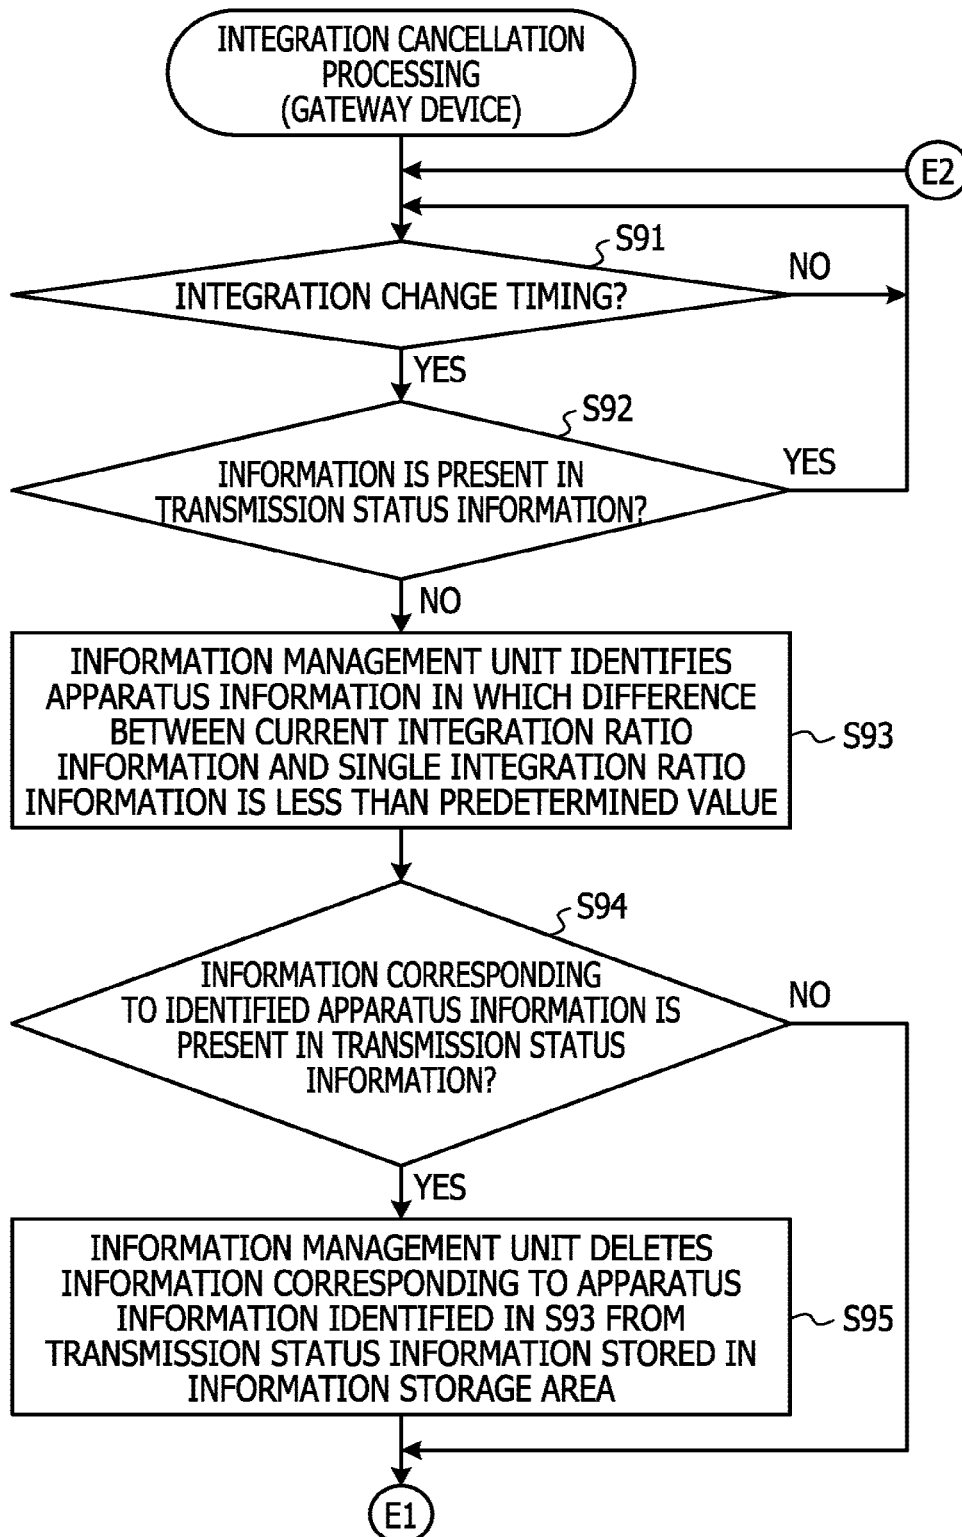 INTEGRATION CANCELLATION
PROCESSING
(GATEWAY DEVICE)
E2
S91
NO
INTEGRATION CHANGE TIMING?
YES
S92
YES
INFORMATION IS PRESENT IN
TRANSMISSION STATUS INFORMATION?
NO
INFORMATION MANAGEMENT UNIT IDENTIFIES
APPARATUS INFORMATION IN WHICH DIFFERENCE
BETWEEN CURRENT INTEGRATION RATIO
INFORMATION AND SINGLE INTEGRATION RATIO
INFORMATION IS LESS THAN PREDETERMINED VALUE
S93
S94
NO
INFORMATION CORRESPONDING
TO IDENTIFIED APPARATUS INFORMATION IS
PRESENT IN TRANSMISSION STATUS
INFORMATION?
YES
INFORMATION MANAGEMENT UNIT DELETES
INFORMATION CORRESPONDING TO APPARATUS
INFORMATION IDENTIFIED IN S93 FROM
TRANSMISSION STATUS INFORMATION STORED IN
INFORMATION STORAGE AREA
S95
E1